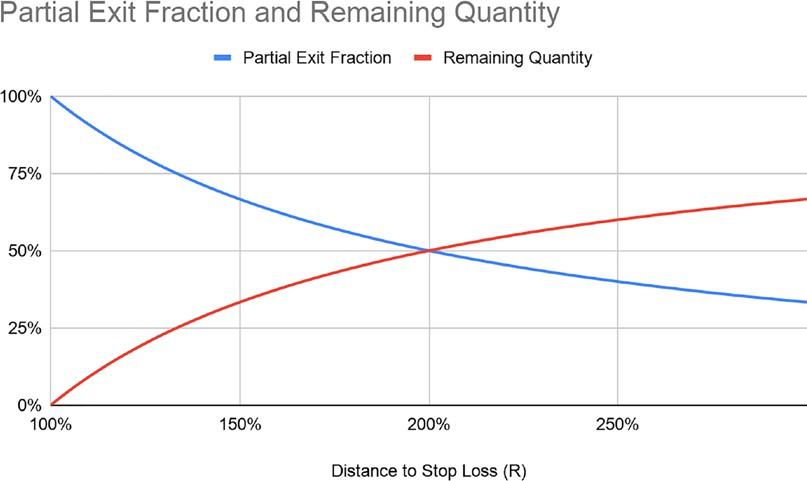 Partial Exit Fraction and Remaining Quantity
Partial Exit Fraction Remaining Quantity
100%
75%
50%
25%
0%
100% 150% 200% 250%
Distance to Stop Loss (R)